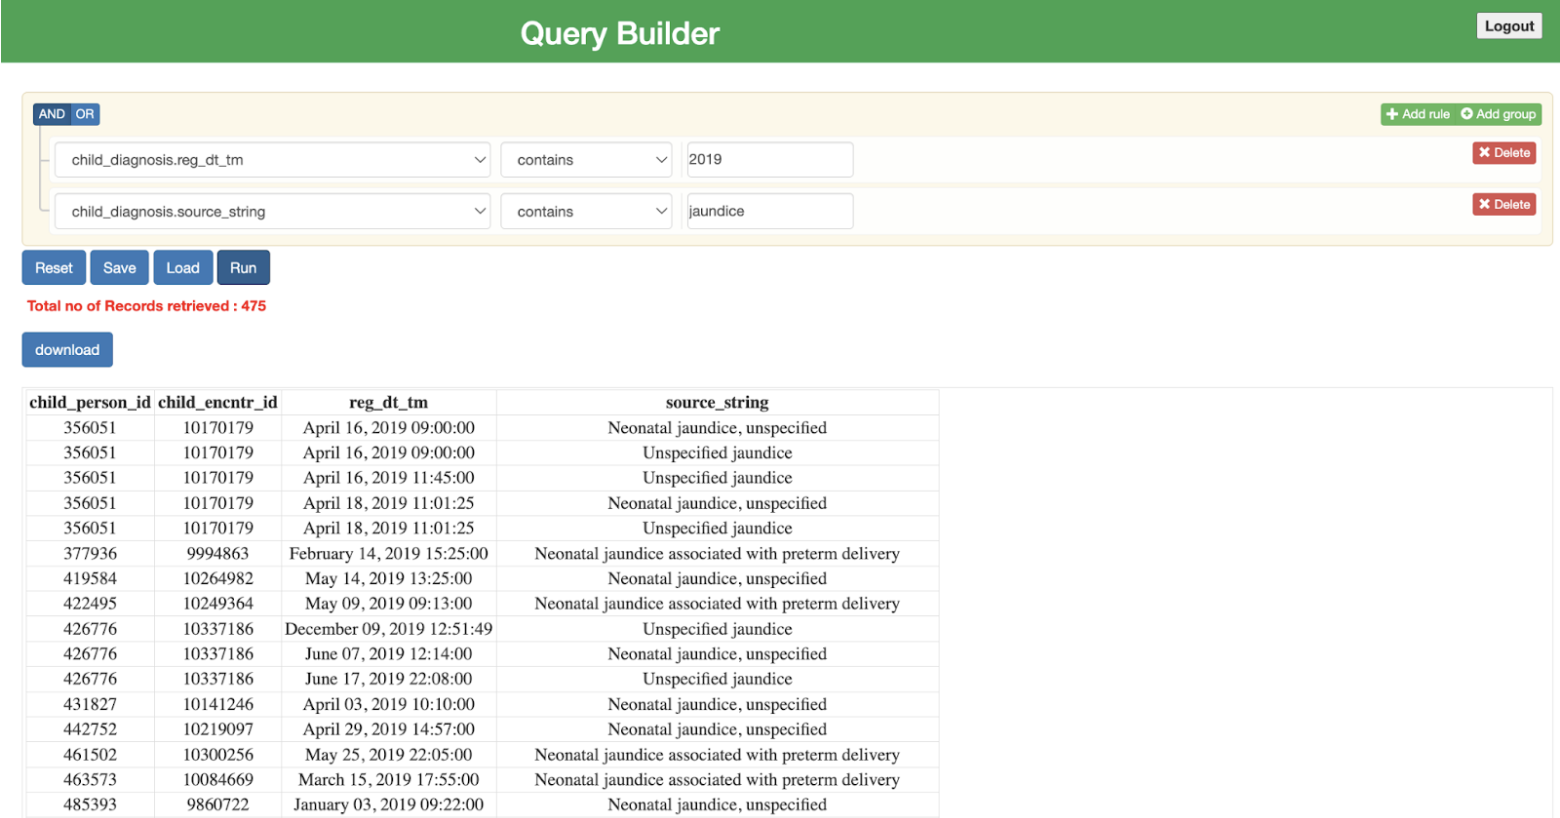 Query Builder
Logout
AND OR
Add rule Add group
child_diagnosis.reg_dt_tm contains 2019 Delete
child_diagnosis.source_string contains jaundice Delete
Reset Save Load Run
Total no of Records retrieved : 475
download
child_person_id child_encntr_id reg_dt_tm source_string
356051 10170179 April 16, 2019 09:00:00 Neonatal jaundice, unspecified
356051 10170179 April 16, 2019 09:00:00 Unspecified jaundice
356051 10170179 April 16, 2019 11:45:00 Unspecified jaundice
356051 10170179 April 18, 2019 11:01:25 Neonatal jaundice, unspecified
356051 10170179 April 18, 2019 11:01:25 Unspecified jaundice
377936 9994863 February 14, 2019 15:25:00 Neonatal jaundice associated with preterm delivery
419584 10264982 May 14, 2019 13:25:00 Neonatal jaundice, unspecified
422495 10249364 May 09, 2019 09:13:00 Neonatal jaundice associated with preterm delivery
426776 10337186 December 09, 2019 12:51:49 Unspecified jaundice
426776 10337186 June 07, 2019 12:14:00 Neonatal jaundice, unspecified
426776 10337186 June 17, 2019 22:08:00 Unspecified jaundice
431827 10141246 April 03, 2019 10:10:00 Neonatal jaundice, unspecified
442752 10219097 April 29, 2019 14:57:00 Neonatal jaundice, unspecified
461502 10300256 May 25, 2019 22:05:00 Neonatal jaundice associated with preterm delivery
463573 10084669 March 15, 2019 17:55:00 Neonatal jaundice associated with preterm delivery
485393 9860722 January 03, 2019 09:22:00 Neonatal jaundice, unspecified